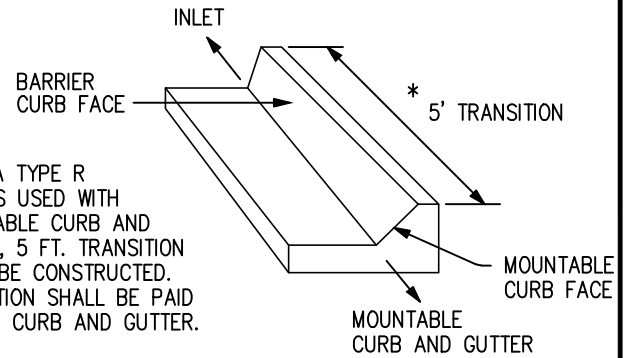 INLET
BARRIER
CURB FACE
*
5' TRANSITION
A TYPE R
S USED WITH
ABLE CURB AND
, 5 FT. TRANSITION
BE CONSTRUCTED.
TION SHALL BE PAID
CURB AND GUTTER.
MOUNTABLE
CURB FACE
MOUNTABLE
CURB AND GUTTER